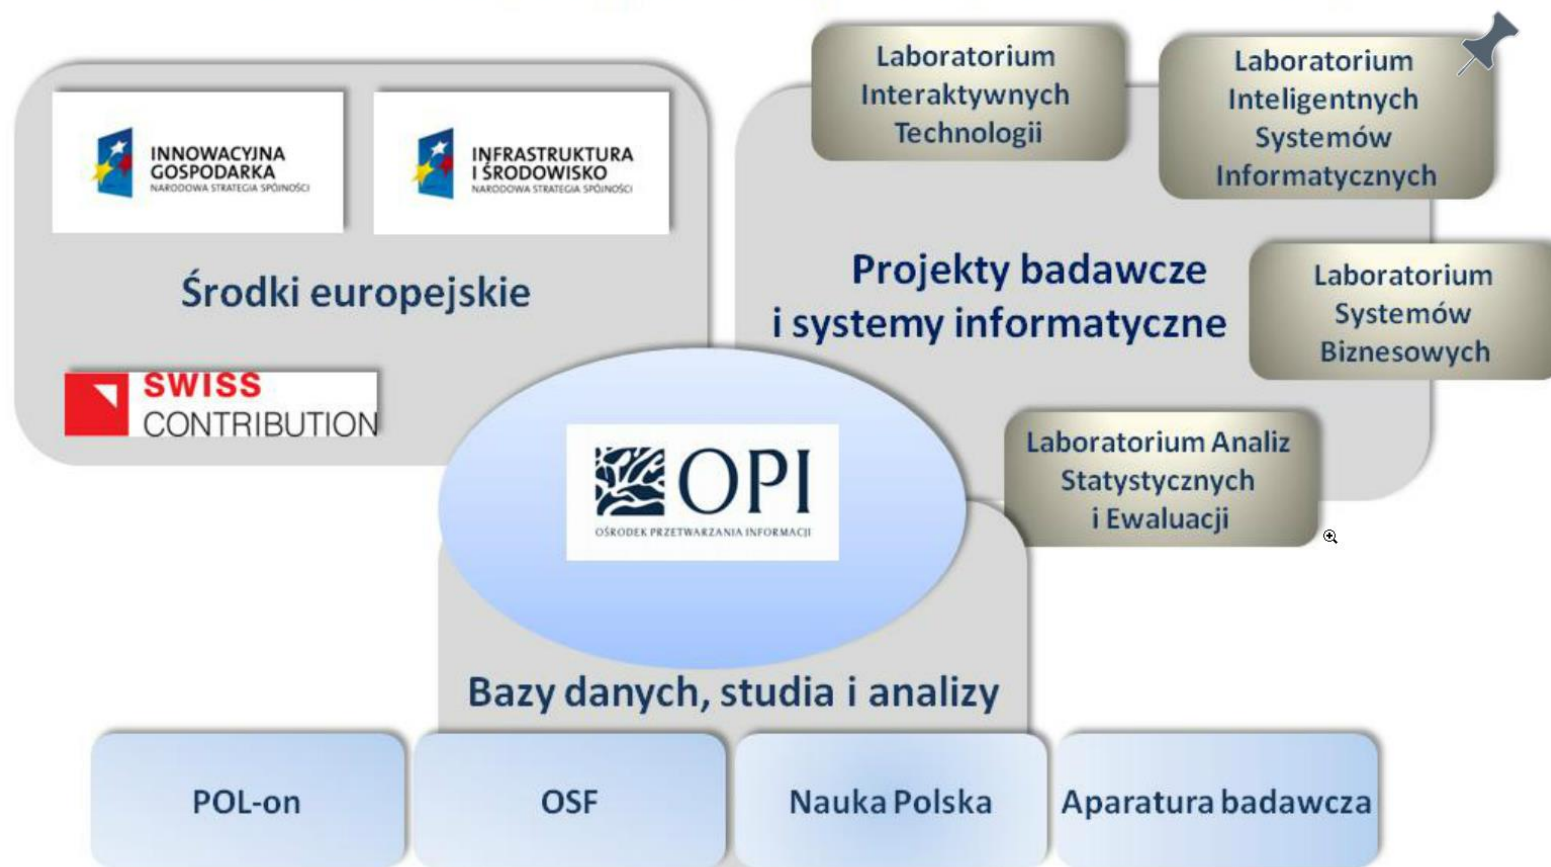 INNOWACYJNA
GOSPODARKA
NARODOWA STRATEGIA SPÓJNOŚCI
INFRASTRUKTURA
I ŚRODOWISKO
NARODOWA STRATEGIA SPÓJNOŚCI
Środki europejskie
SWISS
CONTRIBUTION
Laboratorium
Interaktywnych
Technologii
Laboratorium
Inteligentnych
Systemów
Informatycznych
Projekty badawcze
i systemy informatyczne
Laboratorium
Systemów
Biznesowych
Laboratorium Analiz
Statystycznych
i Ewaluacji
OPI
OŚRODEK PRZETWARZANIA INFORMACJI
Bazy danych, studia i analizy
POL-on
OSF
Nauka Polska
Aparatura badawcza